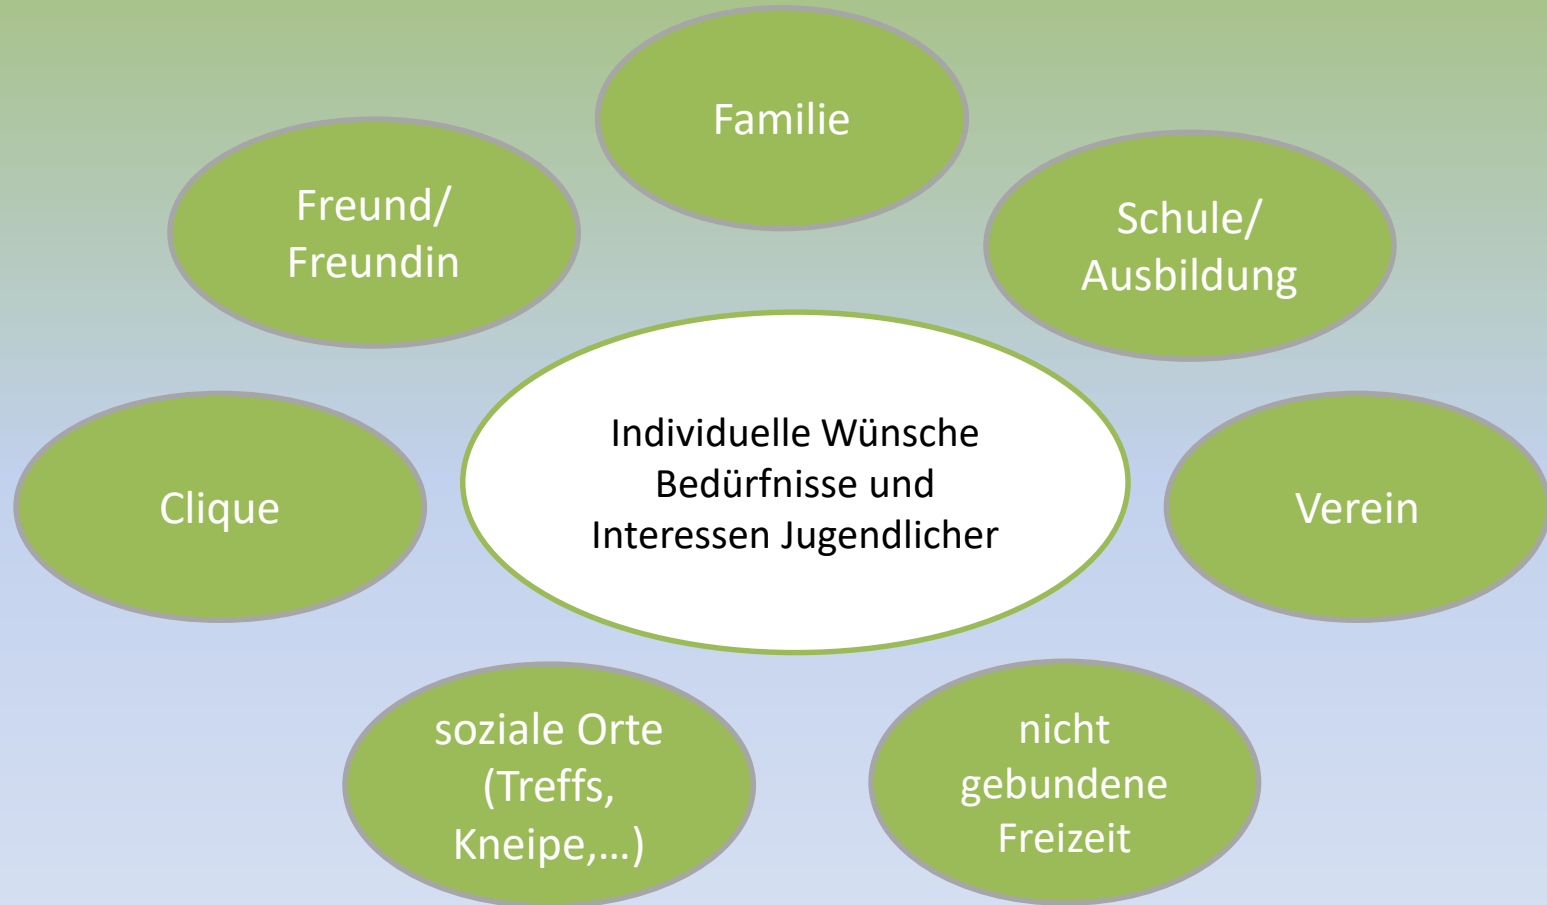 Familie
Freund/
Freundin
Schule/
Ausbildung
Individuelle Wünsche
Bedürfnisse und
Interessen Jugendlicher
Clique
Verein
soziale Orte
(Treffs,
Kneipe,...)
nicht
gebundene
Freizeit